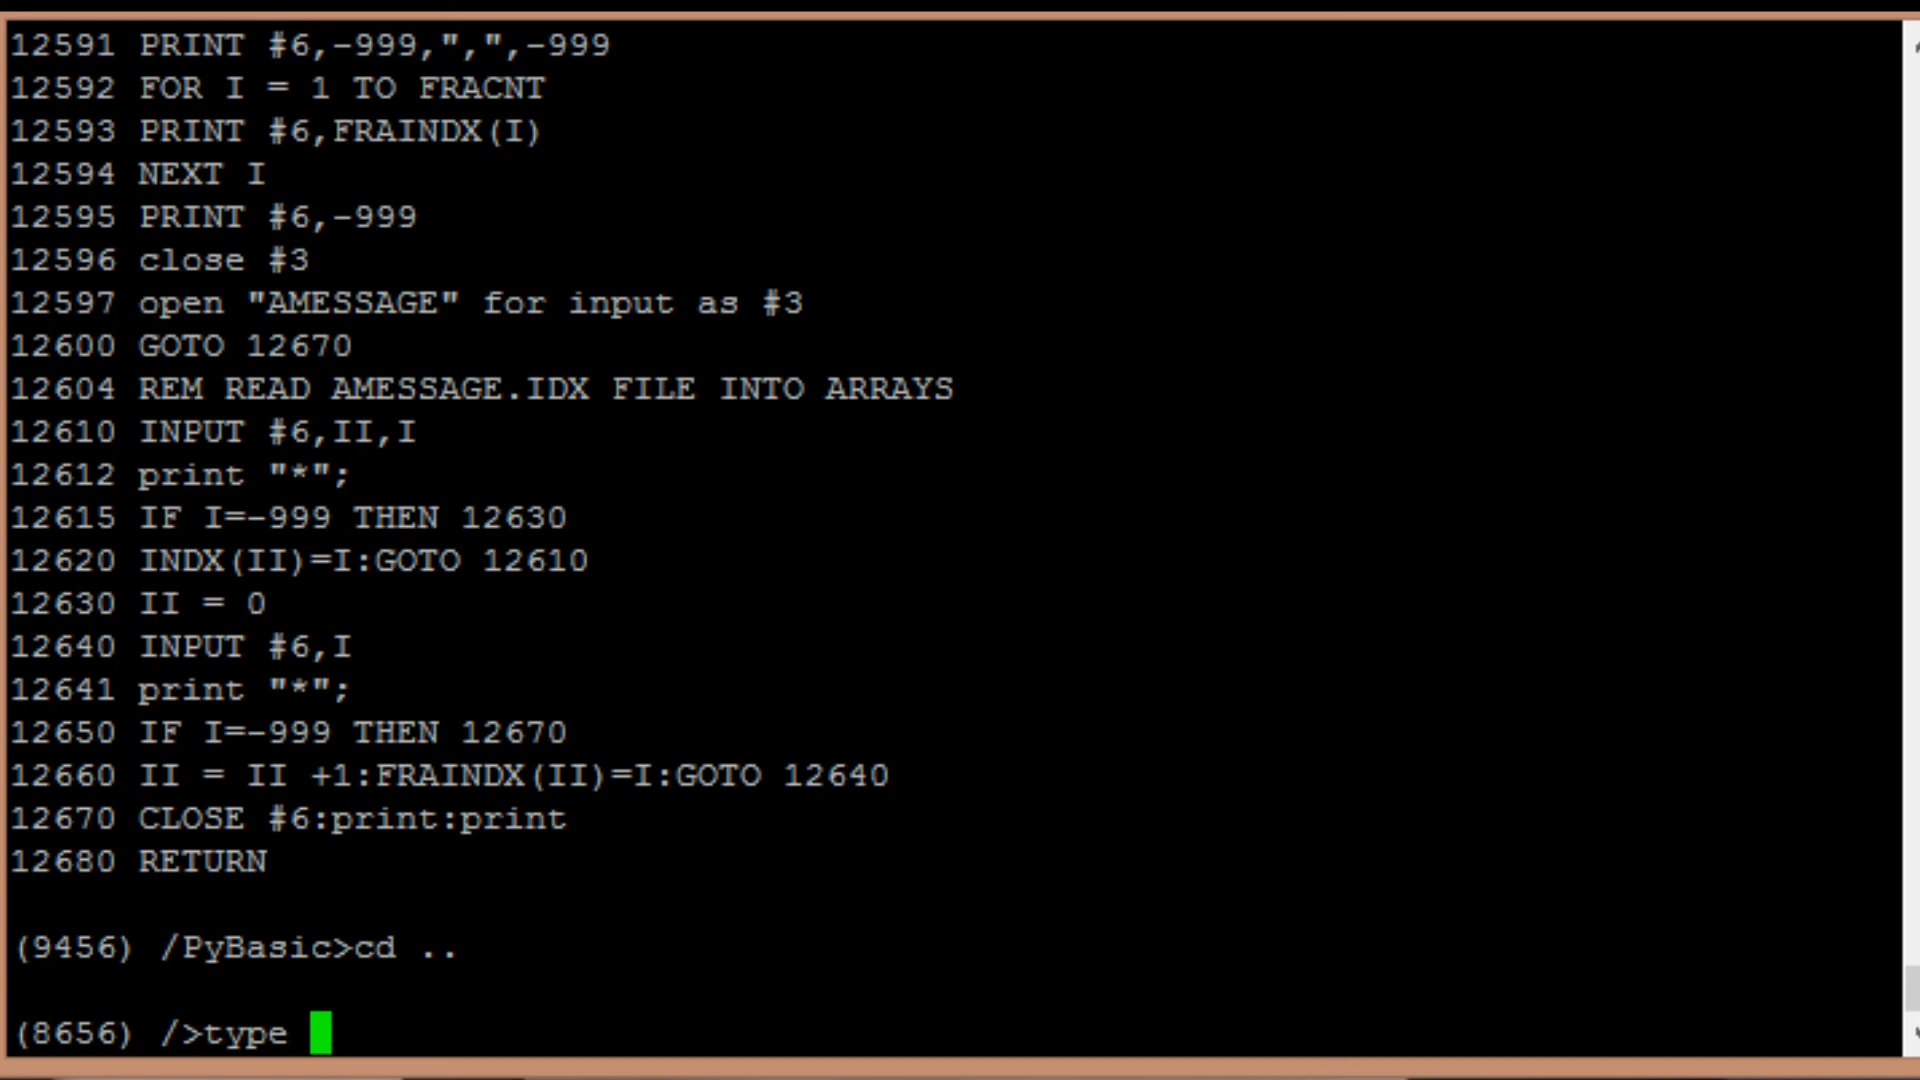 12591 PRINT #6,-999,",",-999
12592 FOR I = 1 TO FRACNT
12593 PRINT #6,FRAINDX(I)
12594 NEXT I
12595 PRINT #6,-999
12596 close #3
12597 open "AMESSAGE" for input as #3
12600 GOTO 12670
12604 REM READ AMESSAGE.IDX FILE INTO ARRAYS
12610 INPUT #6,II,I
12612 print "*";
12615 IF I=-999 THEN 12630
12620 INDX(II)=I:GOTO 12610
12630 II = 0
12640 INPUT #6,I
12641 print "*";
12650 IF I=-999 THEN 12670
12660 II = II +1:FRAINDX(II)=I:GOTO 12640
12670 CLOSE #6:print:print
12680 RETURN
(9456) /PyBasic>cd ..
(8656) />type